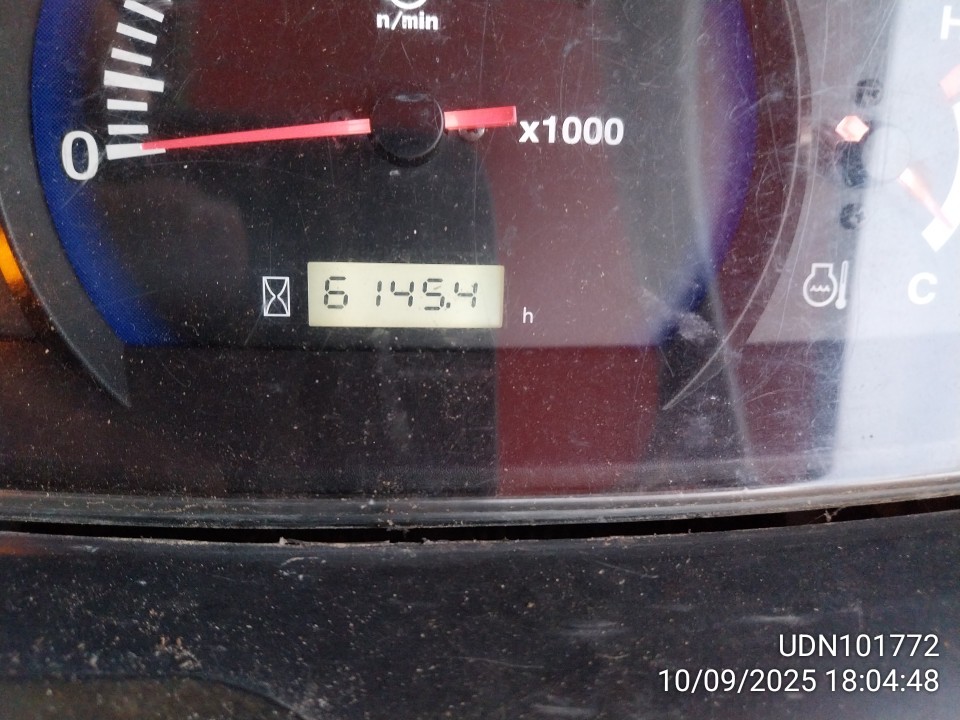 n/min
0
x1000
H
6145.4 h
C
UDN101772
10/09/2025 18:04:48